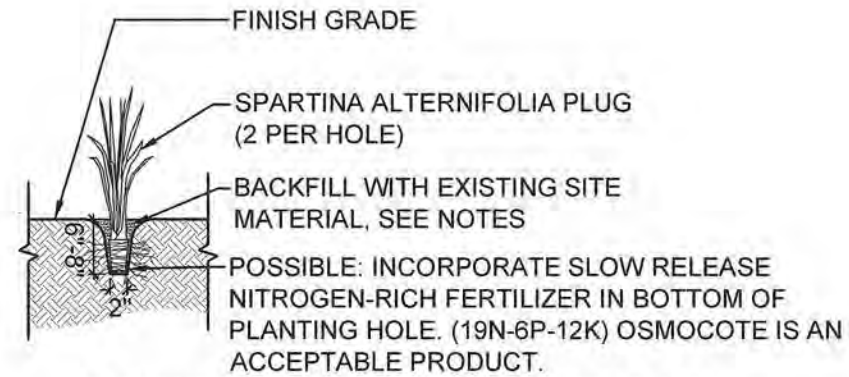 FINISH GRADE
SPARTINA ALTERNIFOLIA PLUG
(2 PER HOLE)
BACKFILL WITH EXISTING SITE
MATERIAL, SEE NOTES
6"-8"
2"
POSSIBLE: INCORPORATE SLOW RELEASE
NITROGEN-RICH FERTILIZER IN BOTTOM OF
PLANTING HOLE. (19N-6P-12K) OSMOCOTE IS AN
ACCEPTABLE PRODUCT.